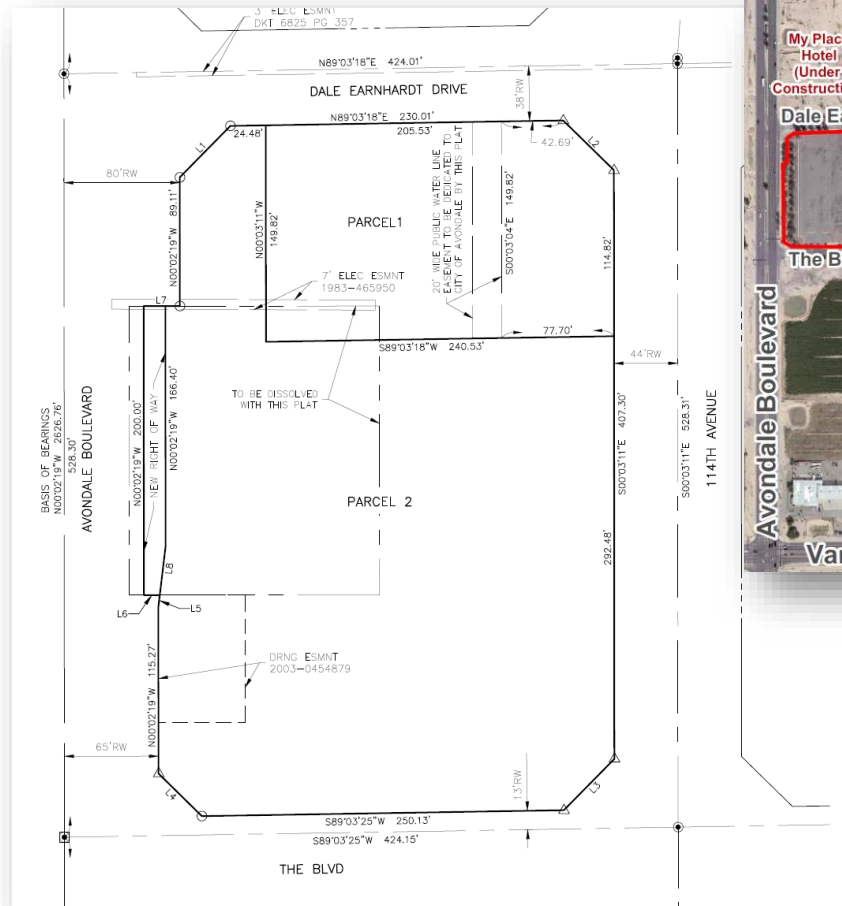 3' ELEC ESMNT
DKT 6825 PG 357
N89°03'18"E 424.01'
DALE EARNHARDT DRIVE
38'RW
N89°03'18"E 230.01'
24.48'
205.53'
L1
L2
42.69'
80'RW
N00°02'19"W 89.11'
N00°03'11"W
149.82'
PARCEL1
20' WIDE PUBLIC WATER LINE
EASEMENT TO BE DEDICATED TO
CITY OF AVONDALE BY THIS PLAT
S00°03'04"E 149.82'
114.82'
7' ELEC ESMNT
1983-465950
L7
77.70'
S89°03'18"W 240.53'
44'RW
TO BE DISSOLVED
WITH THIS PLAT
BASIS OF BEARINGS
N00°02'19"W 2626.76'
528.30'
AVONDALE BOULEVARD
N00°02'19"W 200.00'
NEW RIGHT OF WAY
N00°02'19"W 166.40'
S00°03'11"E 407.30'
S00°03'11"E 528.31'
114TH AVENUE
PARCEL 2
292.48'
L8
L6
L5
N00°02'19"W 115.27'
DRNG ESMNT
2003-0454879
65'RW
L4
L3
13'RW
S89°03'25"W 250.13'
S89°03'25"W 424.15'
THE BLVD
My Plac
Hotel
(Under
Constructi
Dale Ea
The B
Avondale Boulevard
Van